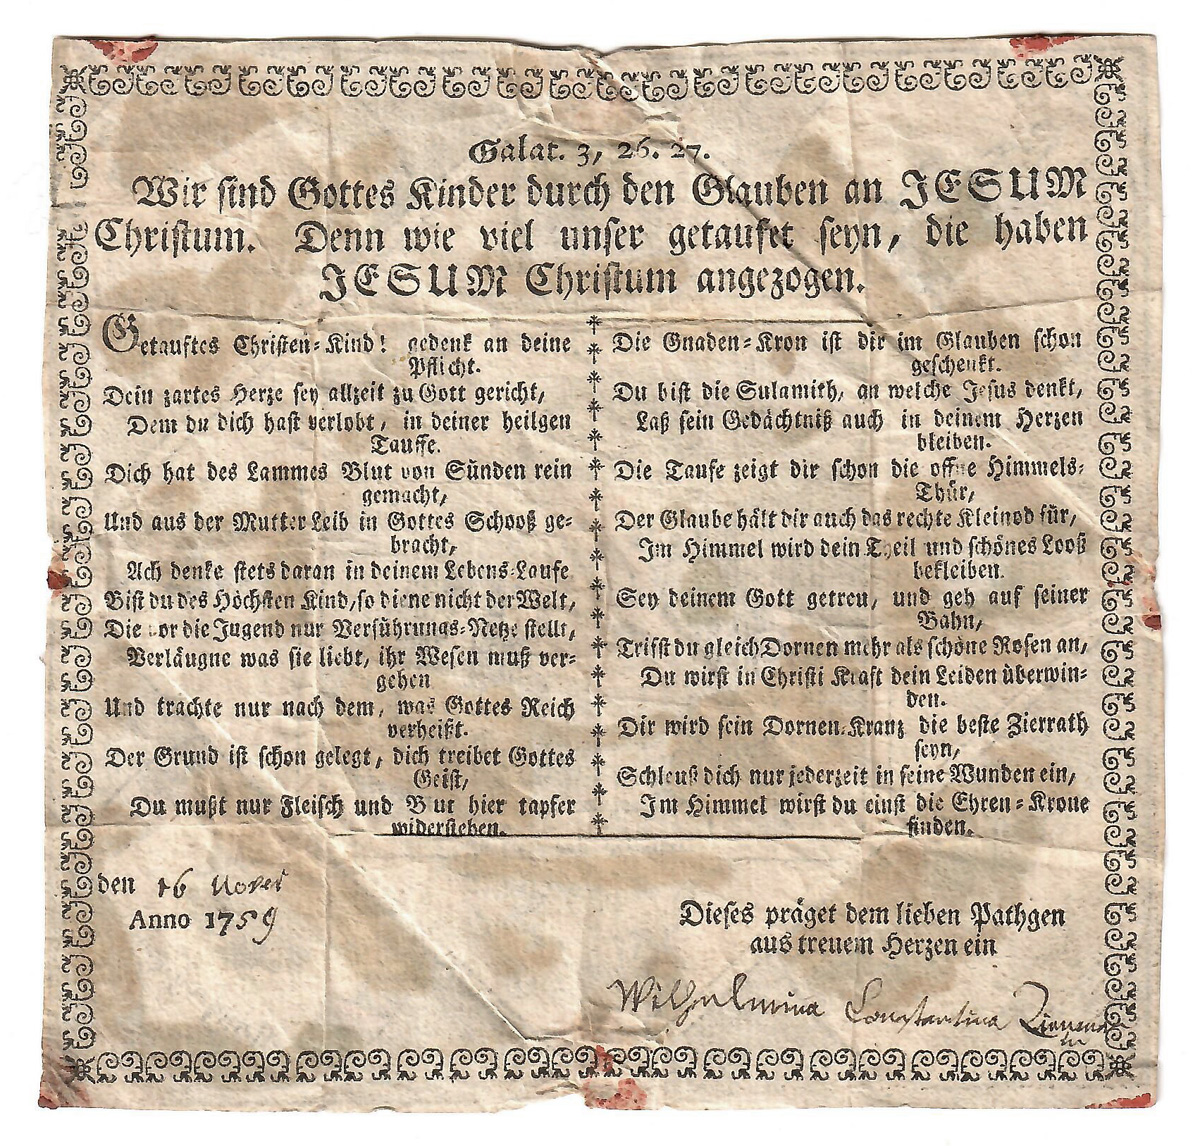 Galat. 3, 26. 27.
Wir sind Gottes Kinder durch den Glauben an JESUM
Christum. Denn wie viel unser getaufet seyn, die haben
JESUM Christum angezogen.
Getauftes Christen-Kind! gedenk an deine
Pflicht.
Dein zartes Herze sey allzeit zu Gott gericht,
Dem du dich hast verlobt, in deiner heilgen
Tauffe.
Dich hat des Lammes Blut von Sünden rein
gemacht,
Und aus der Mutter Leib in Gottes Schooß ge-
bracht,
Ach denke stets daran in deinem Lebens-Laufe
Bist du des Höchsten Kind, so diene nicht der Welt,
Die vor die Jugend nur Verführungs-Netze stellt,
Verläugne was sie liebt, ihr Wesen muß ver-
gehen
Und trachte nur nach dem, was Gottes Reich
verheißt.
Der Grund ist schon gelegt, dich treibet Gottes
Geist,
Du mußt nur Fleisch und Blut hier tapfer
widerstehen.
Die Gnaden-Kron ist dir im Glauben schon
geschenkt.
Du bist die Sulamith, an welche Jesus denkt,
Laß sein Gedächtniß auch in deinem Herzen
bleiben.
Die Taufe zeigt dir schon die offne Himmels-
Thür,
Der Glaube hält dir auch das rechte Kleinod für,
Im Himmel wird dein Theil und schönes Looß
bekleiben.
Sey deinem Gott getreu, und geh auf seiner
Bahn,
Triffst du gleich Dornen mehr als schöne Rosen an,
Du wirst in Christi Kraft dein Leiden überwin-
den.
Dir wird sein Dornen-Kranz die beste Zierrath
seyn,
Schleuß dich nur jederzeit in seine Wunden ein,
Im Himmel wirst du einst die Ehren-Krone
finden.
den 16 Nover
Anno 1759
Dieses präget dem lieben Pathgen
aus treuem Herzen ein
Wilhelmina Constantina